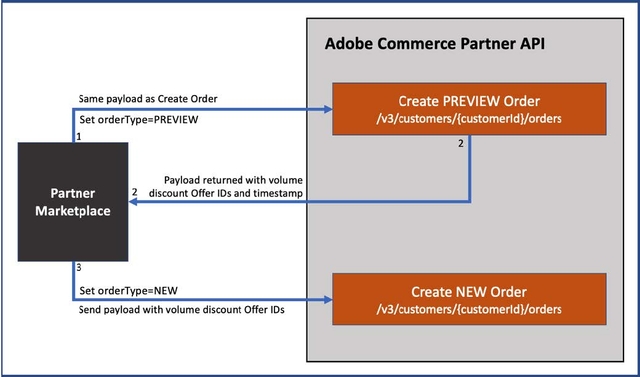 Adobe Commerce Partner API
Same payload as Create Order
Set orderType=PREVIEW
1
Create PREVIEW Order
/v3/customers/{customerId}/orders
2
Payload returned with volume
discount Offer IDs and timestamp
2
Partner
Marketplace
3
Set orderType=NEW
Send payload with volume discount Offer IDs
Create NEW Order
/v3/customers/{customerId}/orders